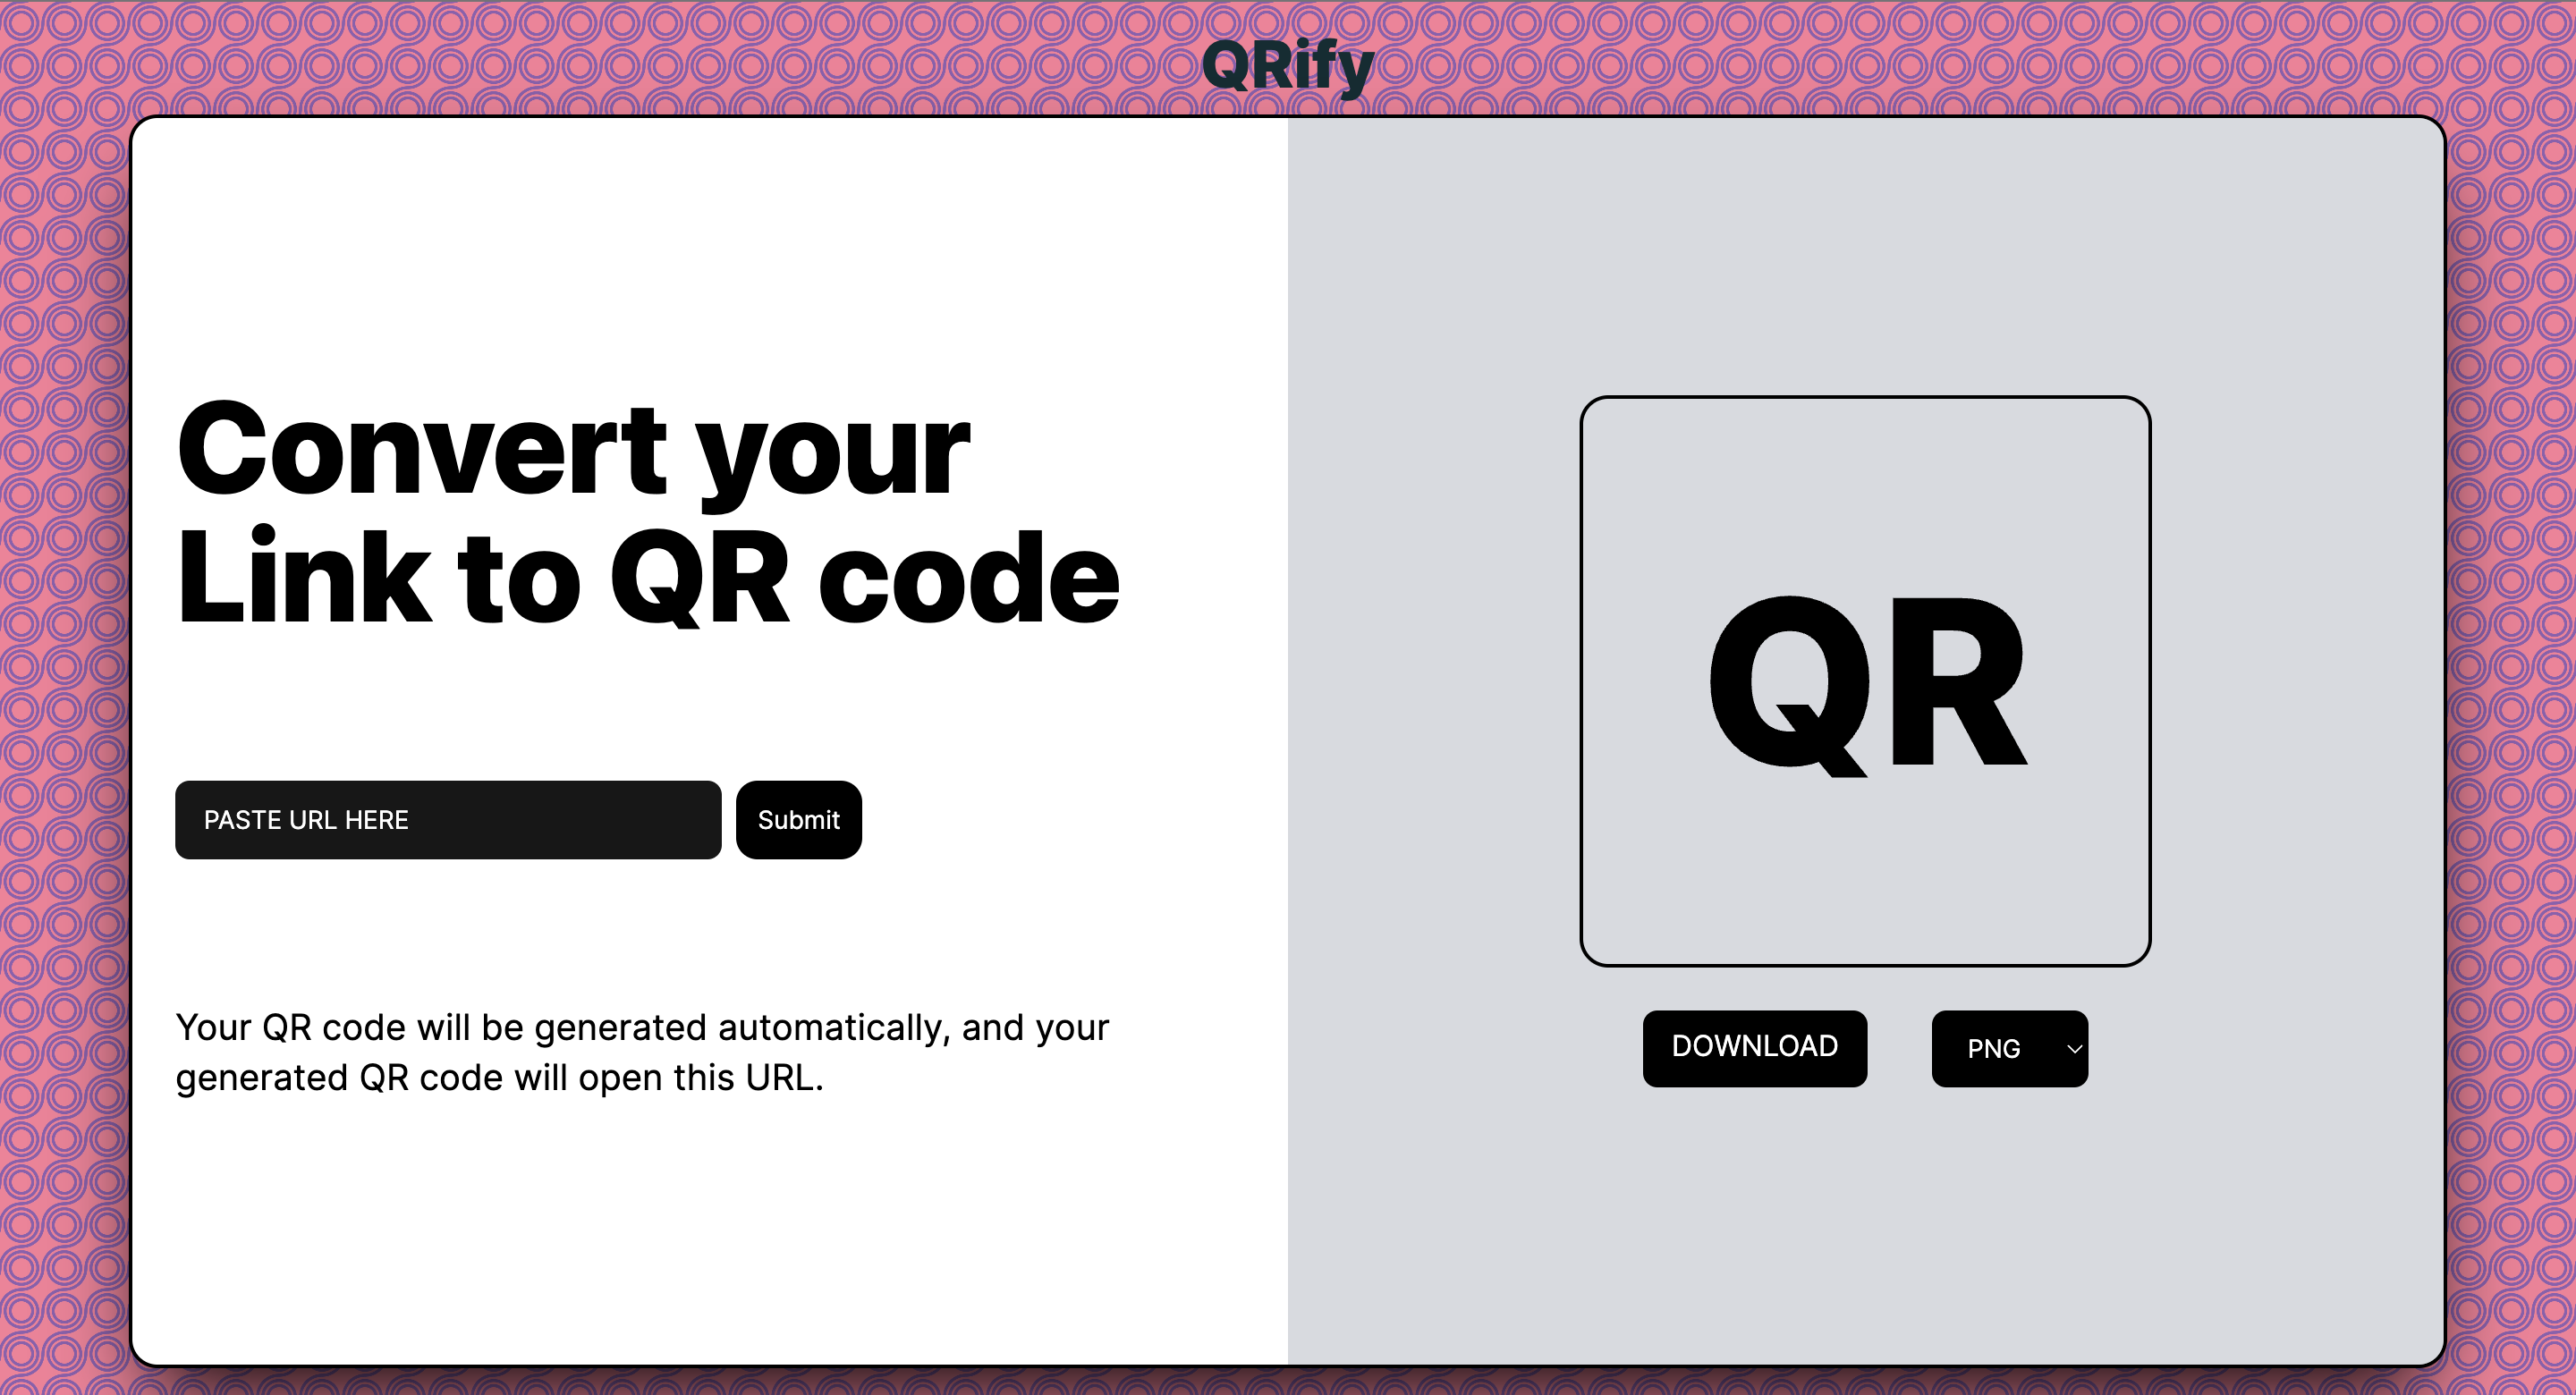 QRify
Convert your
Link to QR code
PASTE URL HERE
Submit
Your QR code will be generated automatically, and your
generated QR code will open this URL.
QR
DOWNLOAD
PNG